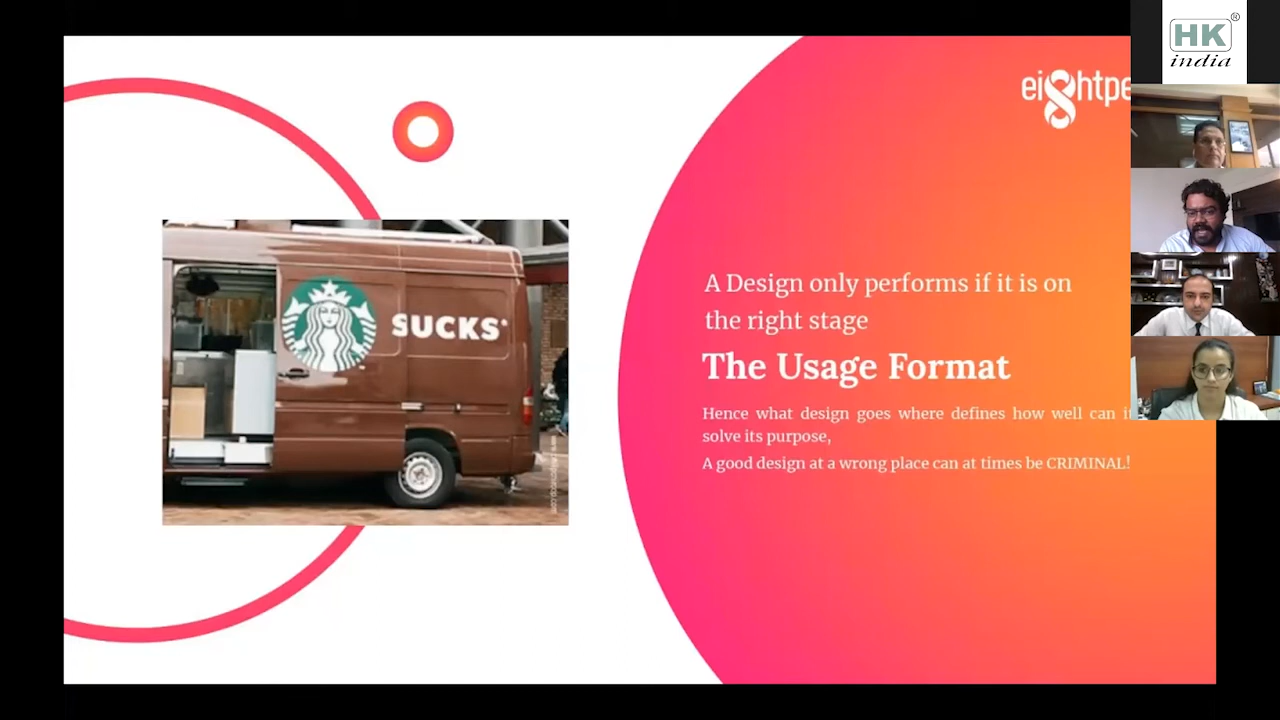 HK®
india
ei8htpe
SUCKS*
TM
A Design only performs if it is on
the right stage
The Usage Format
Hence what design goes where defines how well can i
solve its purpose,
A good design at a wrong place can at times be CRIMINAL!